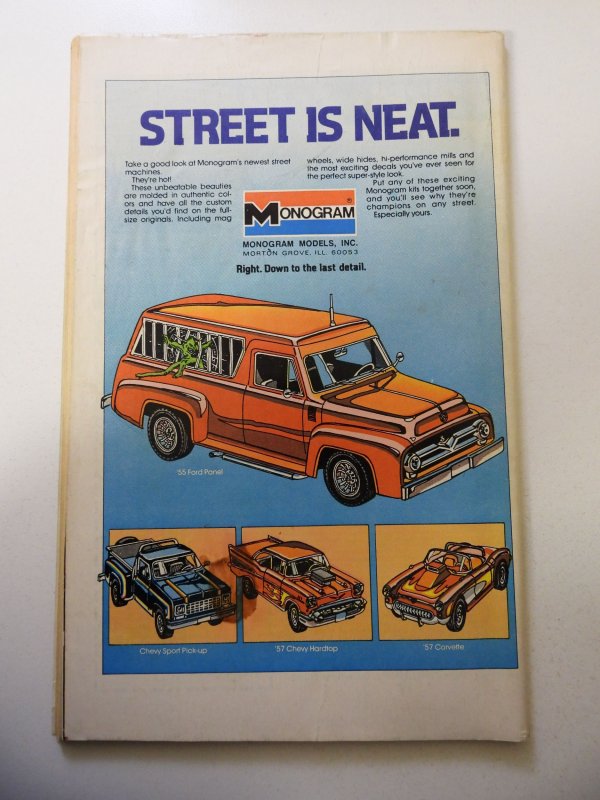 STREET IS NEAT.
Take a good look at Monogram's newest street
machines.
They're hot!
These unbeatable beauties
are molded in authentic col-
ors and have all the custom
details you'd find on the full-
size originals. Including mag
wheels, wide hides, hi-performance mills and
the most exciting decals you've ever seen for
the perfect super-style look.
Put any of these exciting
Monogram kits together soon,
and you'll see why they're
champions on any street.
Especially yours.
MONOGRAM®
MONOGRAM MODELS, INC.
MORTON GROVE, ILL. 60053
Right. Down to the last detail.
'55 Ford Panel
Chevy Sport Pick-up
'57 Chevy Hardtop
'57 Corvette